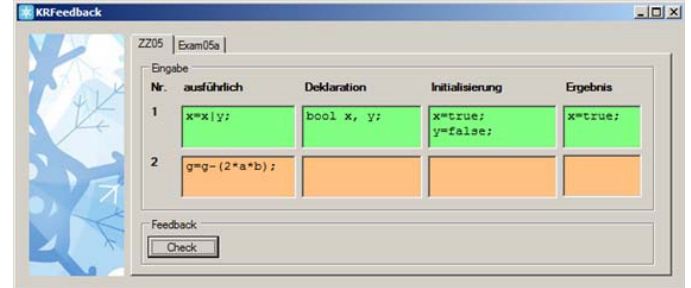 KRFeedback
ZZ05 Exam05a
Eingabe
Nr. ausführlich Deklaration Initialisierung Ergebnis
1 x=x|y; bool x, y; x=true; x=true;
y=false;
2 g=g-(2*a*b);
Feedback
Check